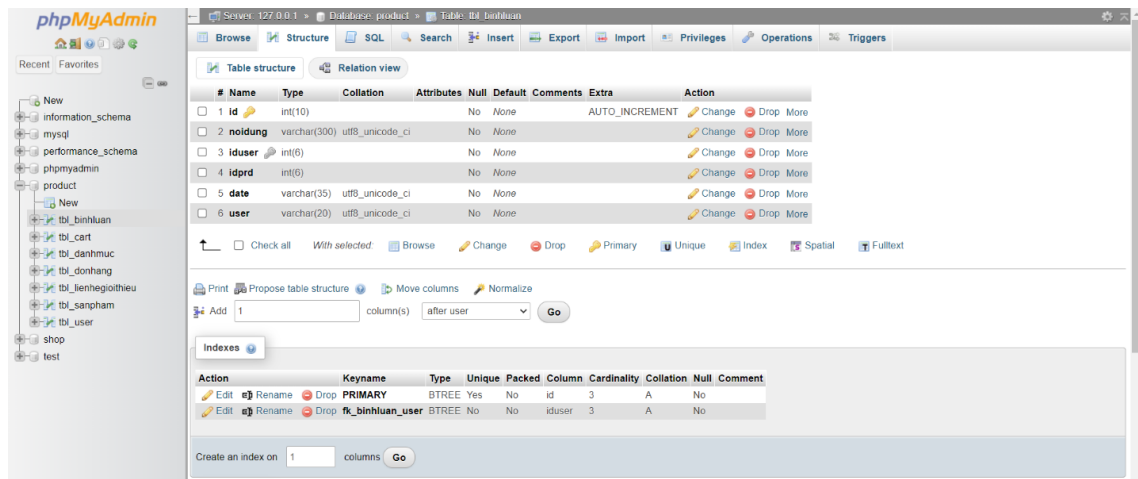 phpMyAdmin
Recent Favorites
New
information_schema
mysql
performance_schema
phpmyadmin
product
New
tbl_binhluan
tbl_cart
tbl_danhmuc
tbl_donhang
tbl_lienhegioithieu
tbl_sanpham
tbl_user
shop
test
Server: 127.0.0.1 » Database: product » Table: tbl_binhluan
Browse Structure SQL Search Insert Export Import Privileges Operations Triggers
Table structure Relation view
# Name Type Collation Attributes Null Default Comments Extra Action
1 id int(10) No None AUTO_INCREMENT Change Drop More
2 noidung varchar(300) utf8_unicode_ci No None Change Drop More
3 iduser int(6) No None Change Drop More
4 idprd int(6) No None Change Drop More
5 date varchar(35) utf8_unicode_ci No None Change Drop More
6 user varchar(20) utf8_unicode_ci No None Change Drop More
Check all With selected: Browse Change Drop Primary Unique Index Spatial Fulltext
Print Propose table structure Move columns Normalize
Add 1 column(s) after user Go
Indexes
Action Keyname Type Unique Packed Column Cardinality Collation Null Comment
Edit Rename Drop PRIMARY BTREE Yes No id 3 A No
Edit Rename Drop fk_binhluan_user BTREE No No iduser 3 A No
Create an index on 1 columns Go